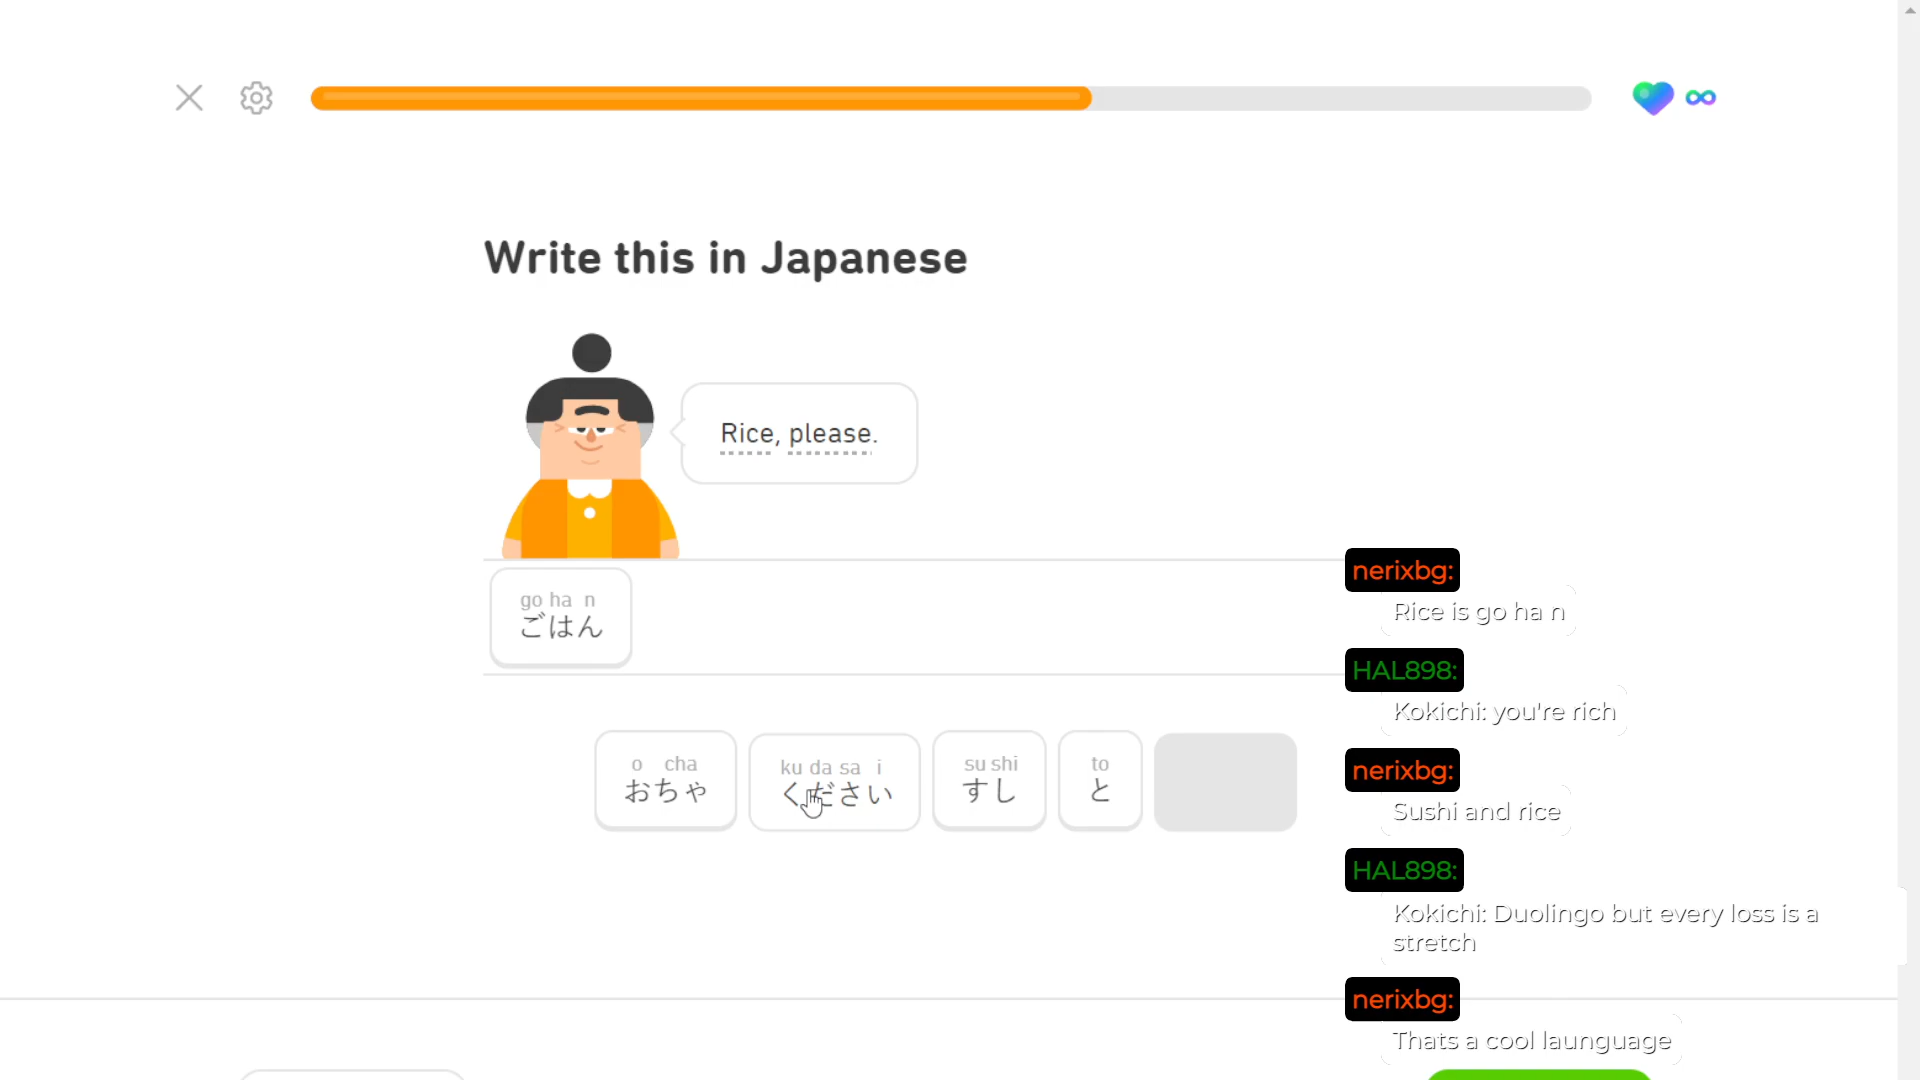 Write this in Japanese
Rice, please.
go ha n
ごはん
o cha
おちゃ
ku da sa i
ください
su shi
すし
to
と
nerixbg:
Rice is go ha n
HAL898:
Kokichi: you're rich
nerixbg:
Sushi and rice
HAL898:
Kokichi: Duolingo but every loss is a
stretch
nerixbg:
Thats a cool launguage